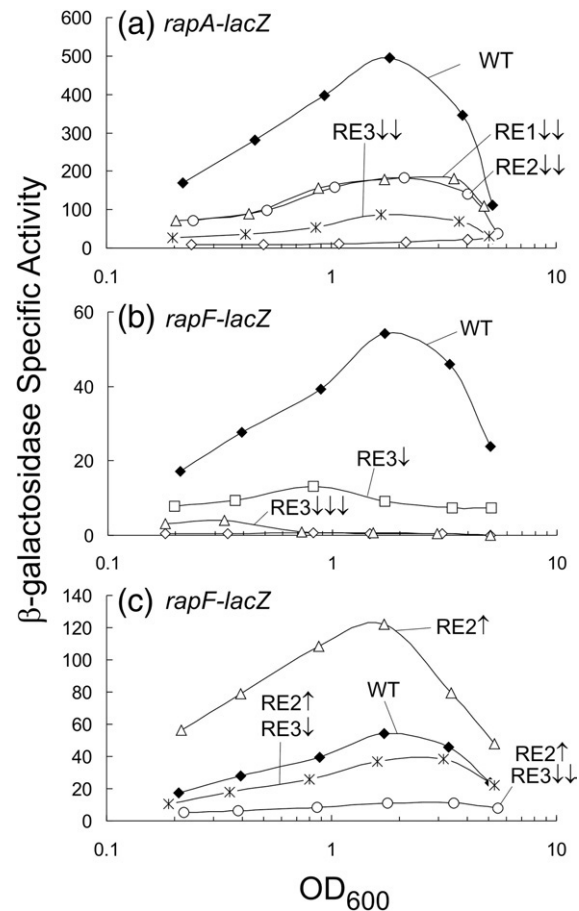 (a) rapA-lacZ
600
500
400
300
200
100
0
WT
RE3↓↓
RE1↓↓
RE2↓↓
0.1 1 10
(b) rapF-lacZ
60
40
20
0
WT
RE3↓
RE3↓↓↓
0.1 1 10
(c) rapF-lacZ
140
120
100
80
60
40
20
0
RE2↑
WT
RE2↑
RE3↓
RE2↑
RE3↓↓
0.1 1 10
β-galactosidase Specific Activity
OD600